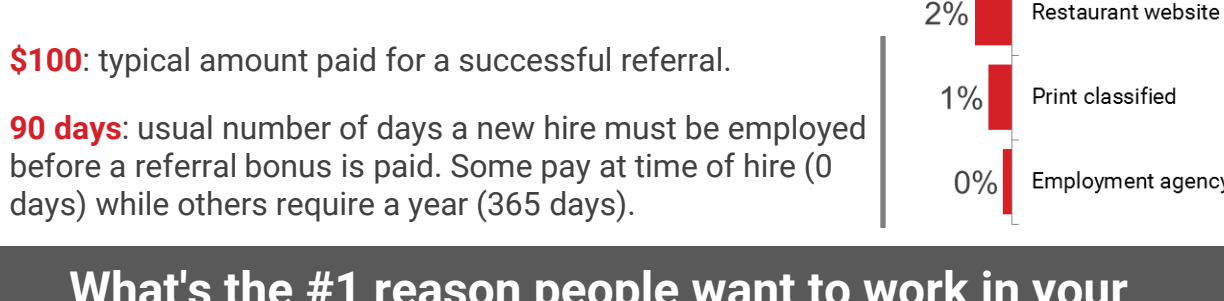 $100: typical amount paid for a successful referral.
90 days: usual number of days a new hire must be employed
before a referral bonus is paid. Some pay at time of hire (0
days) while others require a year (365 days).
2% Restaurant website
1% Print classified
0% Employment agency
What's the #1 reason people want to work in your